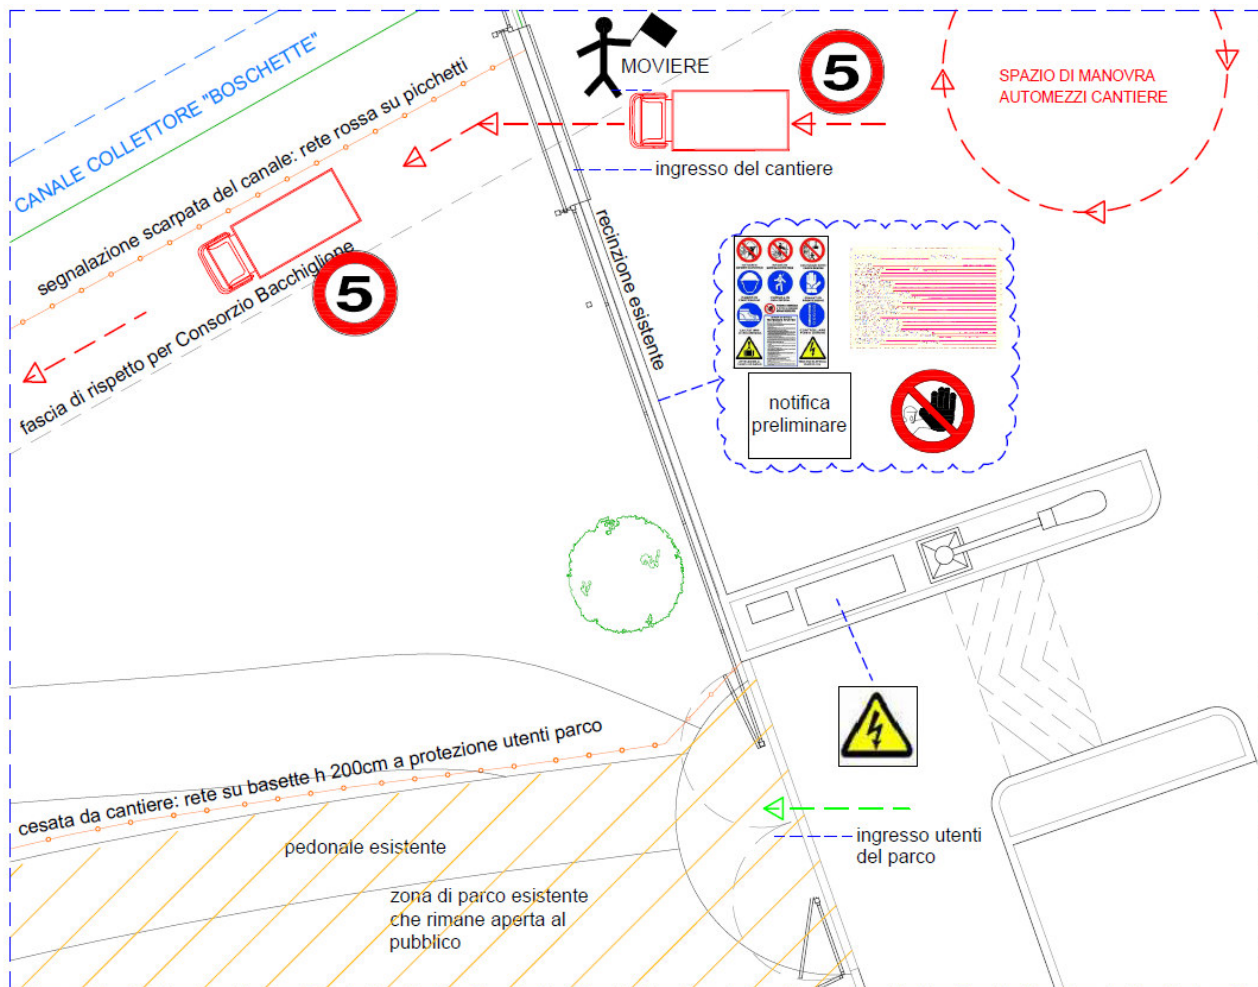 MOVIERE
5
SPAZIO DI MANOVRA
AUTOMEZZI CANTIERE
CANALE COLLETTORE "BOSCHETTE"
segnalazione scarpata del canale: rete rossa su picchetti
ingresso del cantiere
recinzione esistente
5
fascia di rispetto per Consorzio Bacchiglione
notifica
preliminare
cesata da cantiere: rete su basette h 200cm a protezione utenti parco
pedonale esistente
ingresso utenti
del parco
zona di parco esistente
che rimane aperta al
pubblico